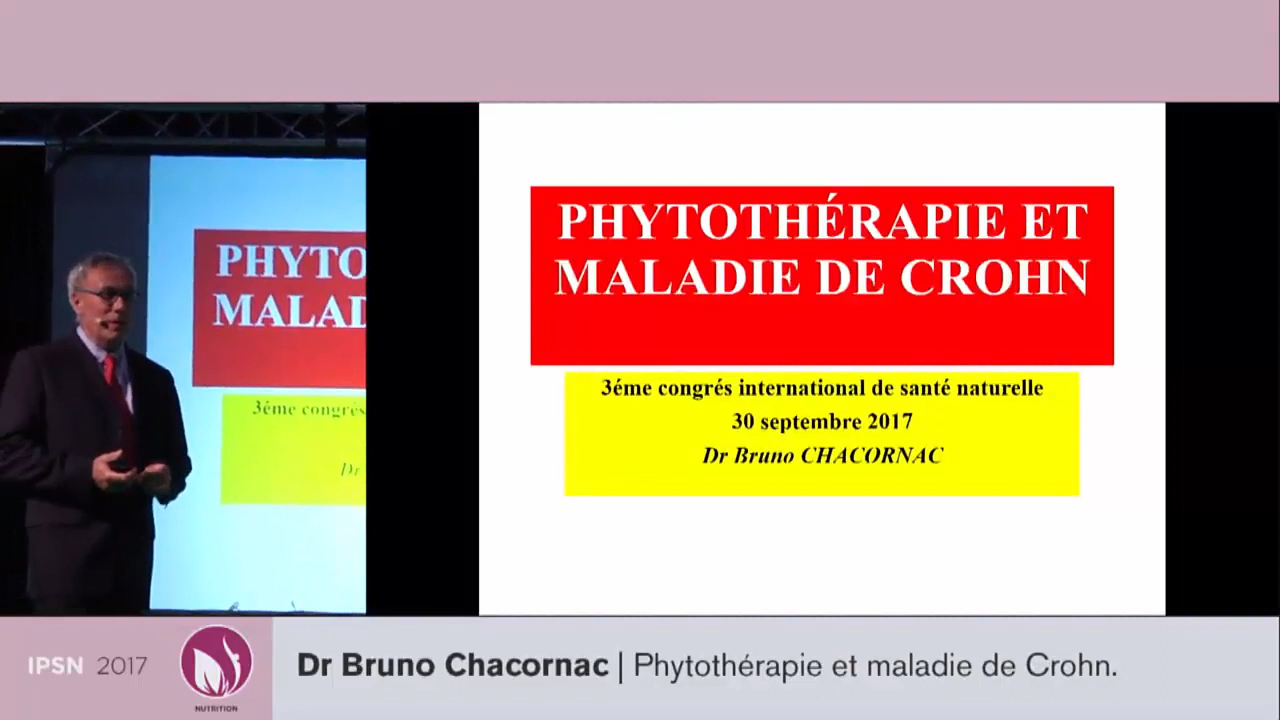 PHYTO
MALAD
3éme congrés
Dr
PHYTOTHÉRAPIE ET
MALADIE DE CROHN
3éme congrés international de santé naturelle
30 septembre 2017
Dr Bruno CHACORNAC
IPSN 2017
NUTRITION
Dr Bruno Chacornac | Phytothérapie et maladie de Crohn.